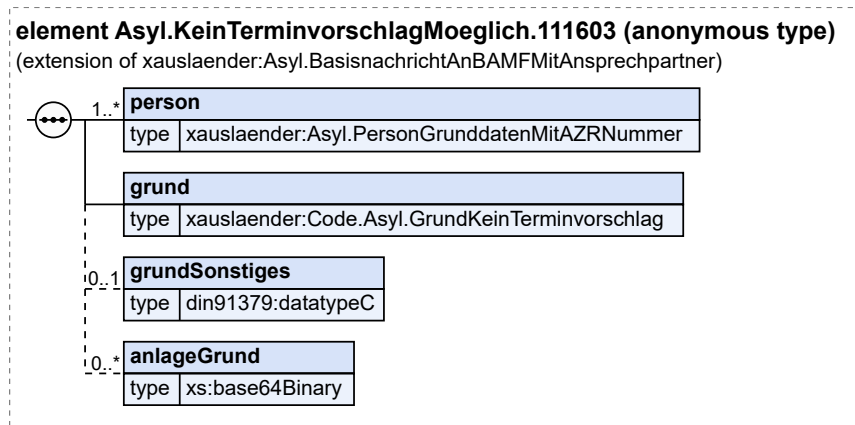 element Asyl.KeinTerminvorschlagMoeglich.111603 (anonymous type)
(extension of xauslaender:Asyl.BasisnachrichtAnBAMFMitAnsprechpartner)
1..* person
type xauslaender:Asyl.PersonGrunddatenMitAZRNummer
grund
type xauslaender:Code.Asyl.GrundKeinTerminvorschlag
0..1 grundSonstiges
type din91379:datatypeC
0..* anlageGrund
type xs:base64Binary